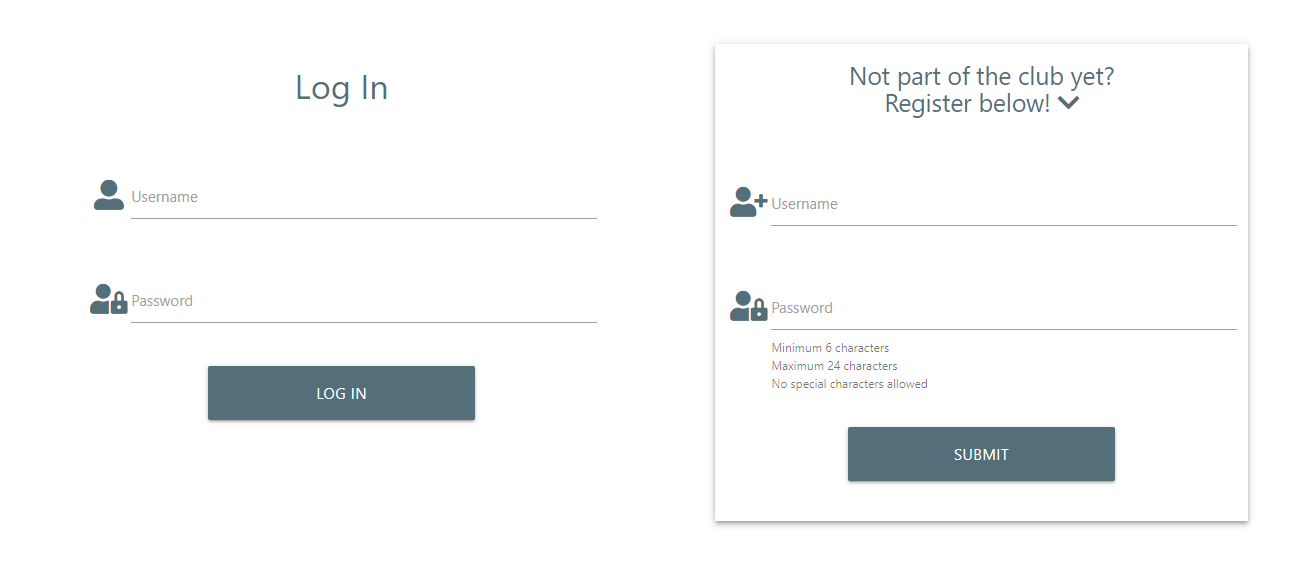 Log In
Username
Password
LOG IN
Not part of the club yet?
Register below!
Username
Password
Minimum 6 characters
Maximum 24 characters
No special characters allowed
SUBMIT